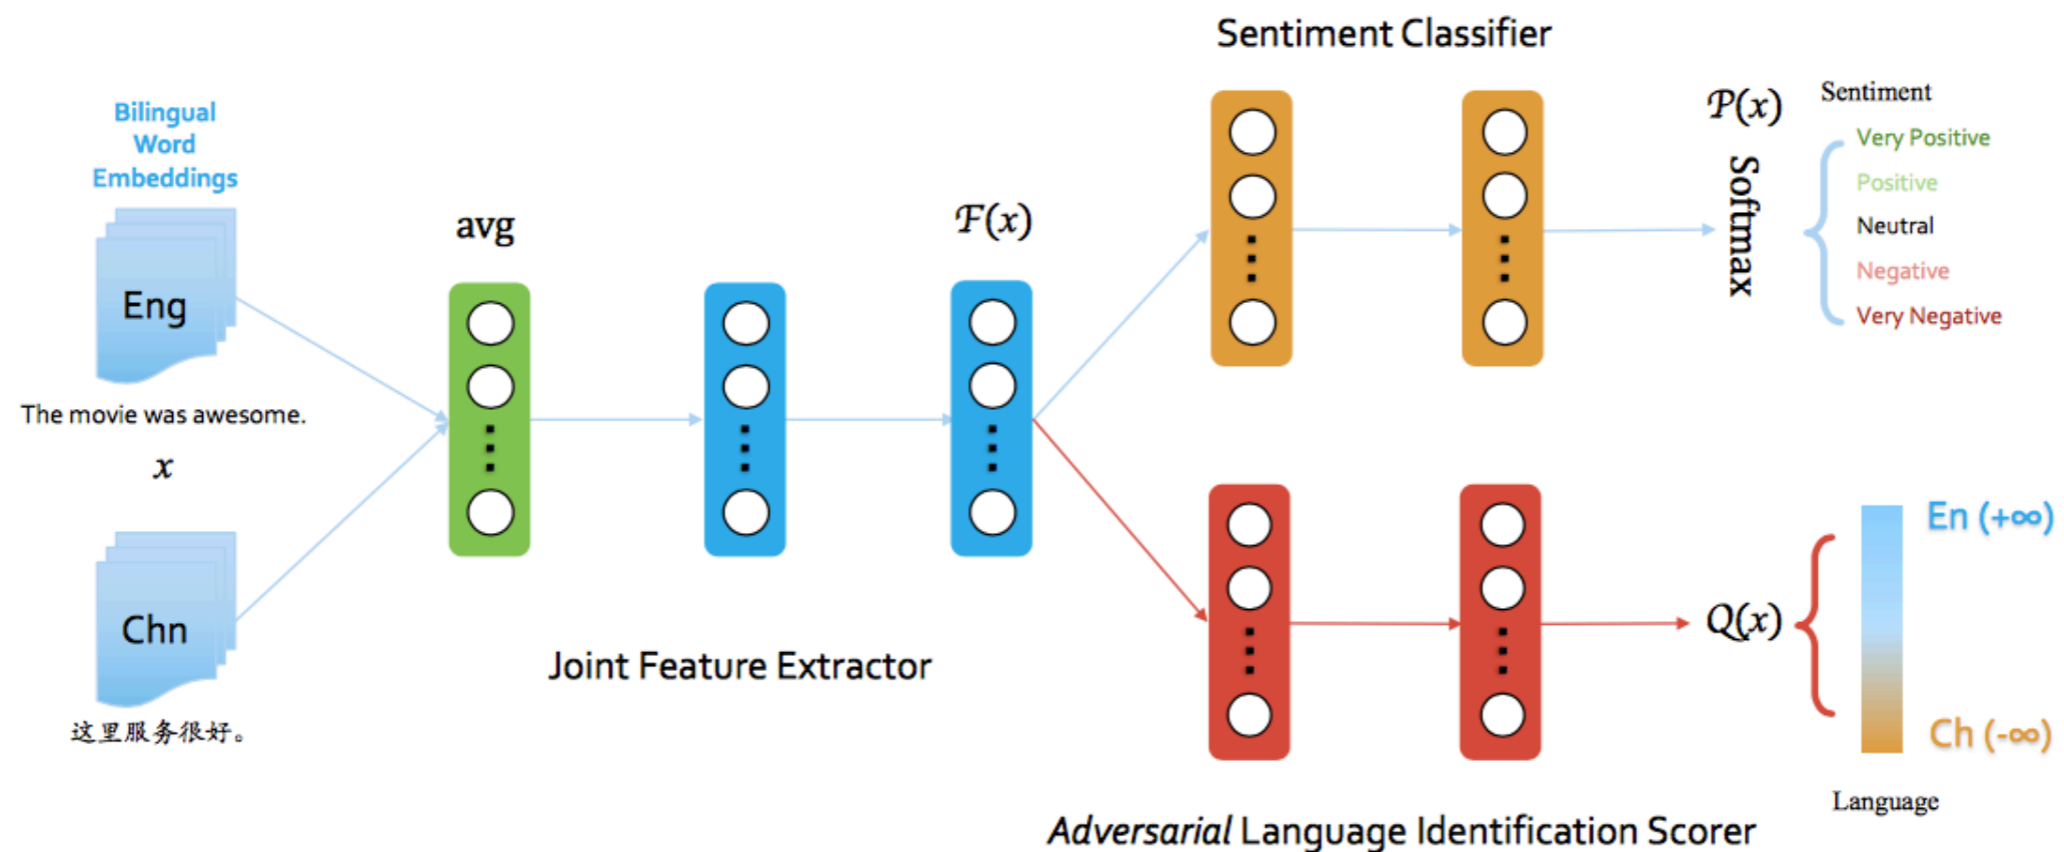 Sentiment Classifier
Bilingual
Word
Embeddings
Eng
The movie was awesome.
x
Chn
这里服务很好。
avg
F(x)
Joint Feature Extractor
P(x)
Softmax
Sentiment
Very Positive
Positive
Neutral
Negative
Very Negative
Q(x)
En (+∞)
Ch (-∞)
Language
Adversarial Language Identification Scorer